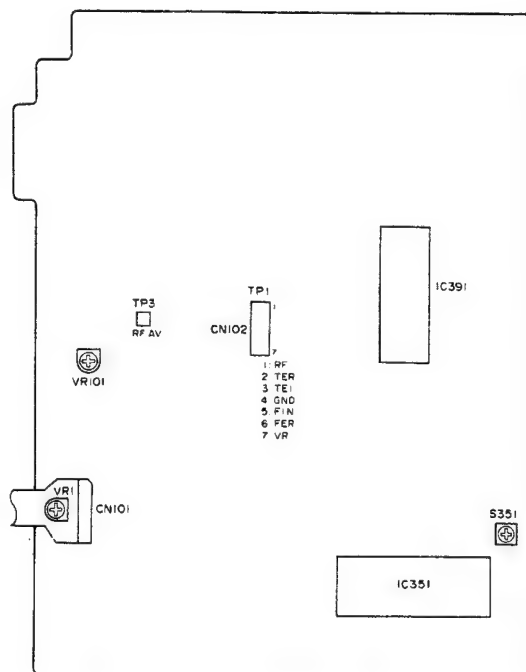 TP1
IC391
TP3
1
CN102
RF AV
7
VR101
1 RF
2 TER
3 TE1
4 GND
5 FIN
6 FER
7 VR
VR1
CN101
S351
IC351